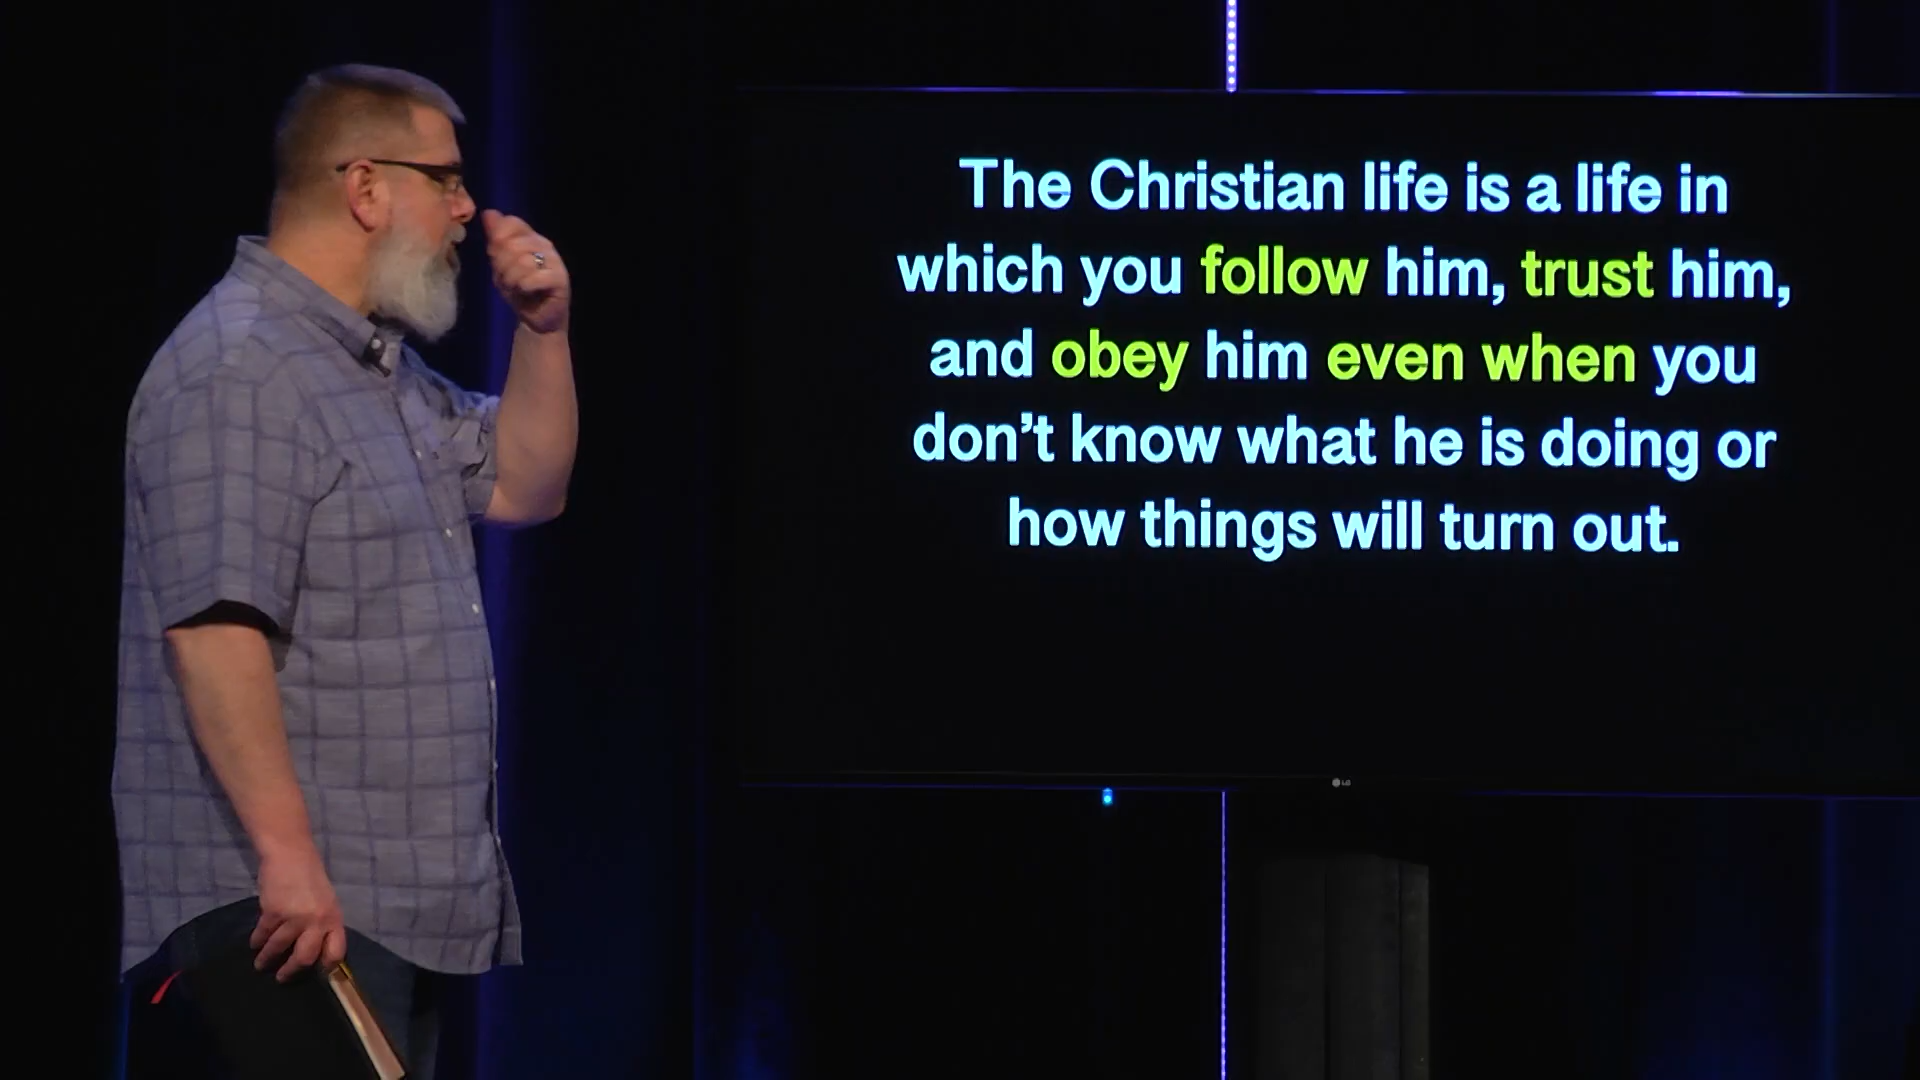 The Christian life is a life in
which you follow him, trust him,
and obey him even when you
don't know what he is doing or
how things will turn out.
LG